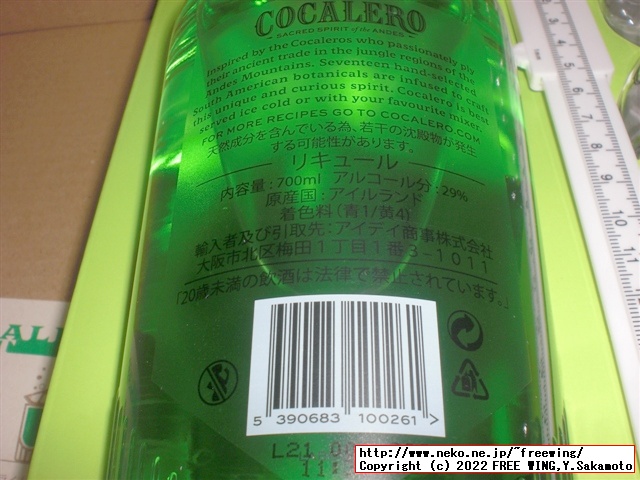 COCALERO
SACRED SPIRIT of the ANDES
Inspired by the Cocaleros who passionately ply
their ancient trade in the jungle regions of the
Andes Mountains. Seventeen hand-selected
South American botanicals are infused to craft
this unique and curious spirit. Cocalero is best
served ice cold or with your favourite mixer.
FOR MORE RECIPES GO TO COCALERO.COM
天然成分を含んでいる為、若干の沈殿物が発生
する可能性があります。
リキュール
内容量:700ml アルコール分:29%
原産国:アイルランド
着色料(青1/黄4)
輸入者及び引取先:アイデイ商事株式会社
大阪市北区梅田1丁目1番3-1011
「20歳未満の飲酒は法律で禁止されています。」
5 390683 100261 >
L21
11:
http://www.neko.ne.jp/~freewing/
Copyright (c) 2022 FREE WING,Y.Sakamoto